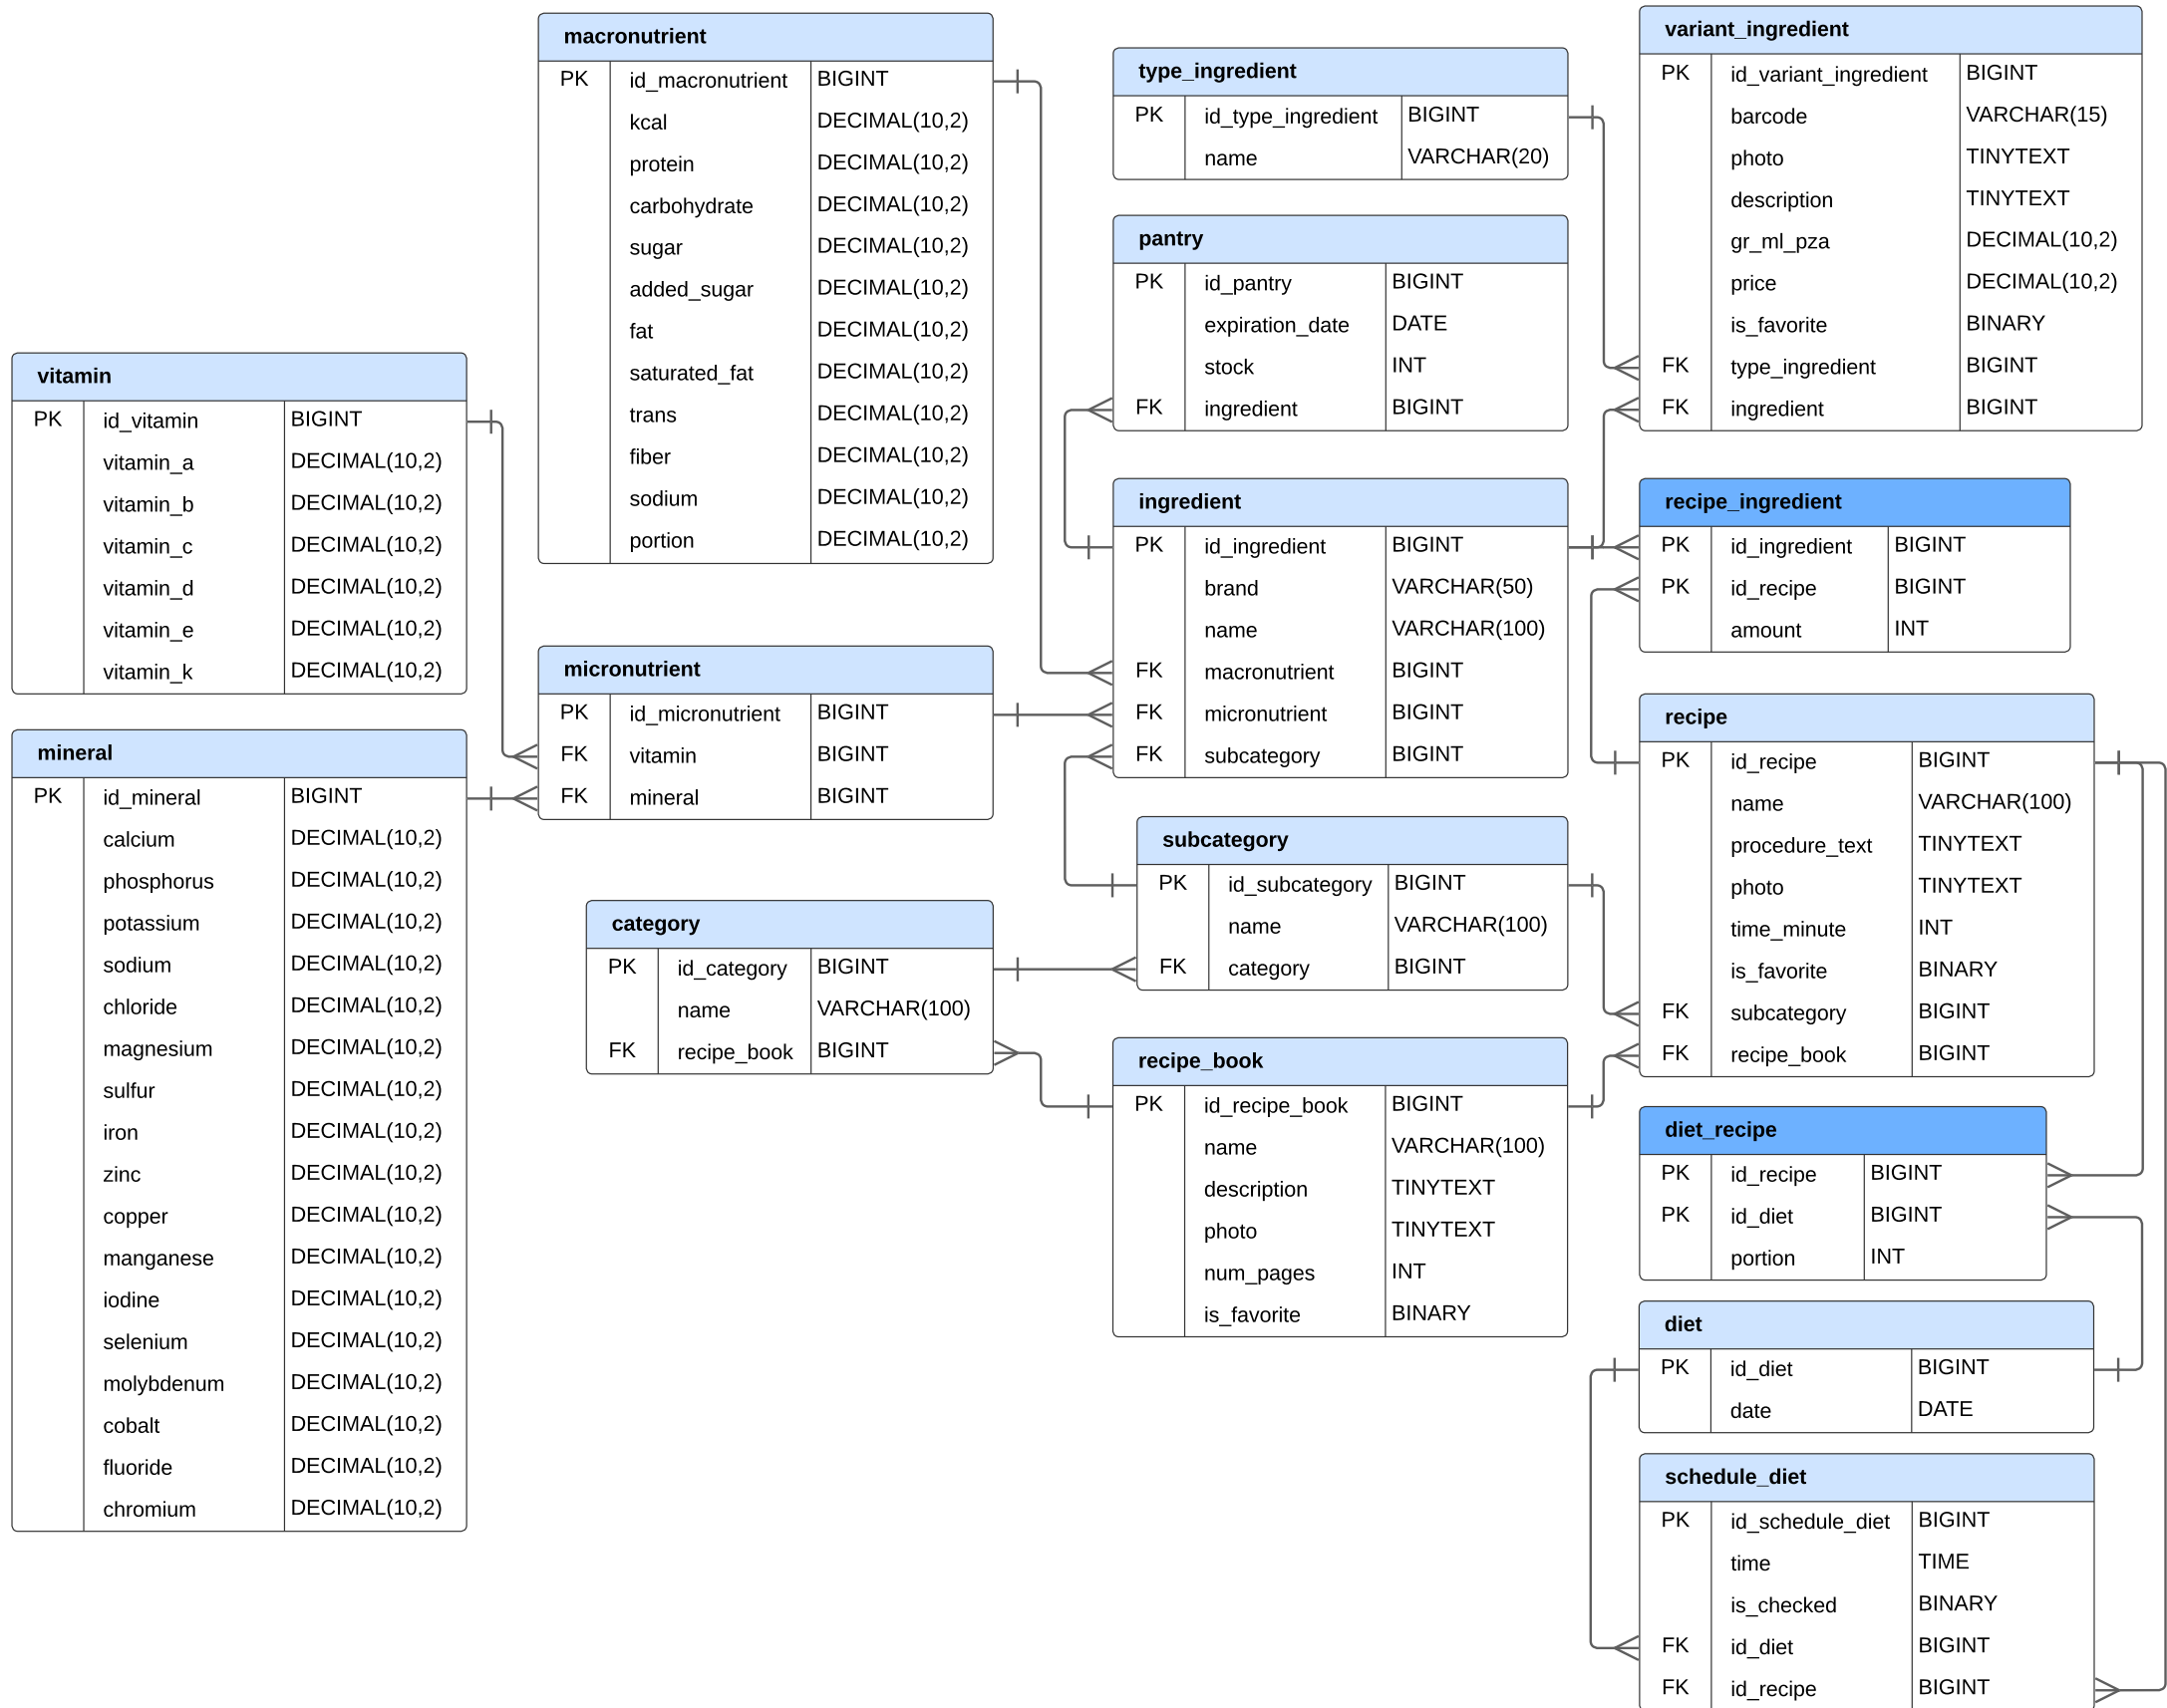 macronutrient
PK id_macronutrient BIGINT
kcal DECIMAL(10,2)
protein DECIMAL(10,2)
carbohydrate DECIMAL(10,2)
sugar DECIMAL(10,2)
added_sugar DECIMAL(10,2)
fat DECIMAL(10,2)
saturated_fat DECIMAL(10,2)
trans DECIMAL(10,2)
fiber DECIMAL(10,2)
sodium DECIMAL(10,2)
portion DECIMAL(10,2)
type_ingredient
PK id_type_ingredient BIGINT
name VARCHAR(20)
variant_ingredient
PK id_variant_ingredient BIGINT
barcode VARCHAR(15)
photo TINYTEXT
description TINYTEXT
gr_ml_pza DECIMAL(10,2)
price DECIMAL(10,2)
is_favorite BINARY
FK type_ingredient BIGINT
FK ingredient BIGINT
pantry
PK id_pantry BIGINT
expiration_date DATE
stock INT
FK ingredient BIGINT
vitamin
PK id_vitamin BIGINT
vitamin_a DECIMAL(10,2)
vitamin_b DECIMAL(10,2)
vitamin_c DECIMAL(10,2)
vitamin_d DECIMAL(10,2)
vitamin_e DECIMAL(10,2)
vitamin_k DECIMAL(10,2)
ingredient
PK id_ingredient BIGINT
brand VARCHAR(50)
name VARCHAR(100)
FK macronutrient BIGINT
FK micronutrient BIGINT
FK subcategory BIGINT
recipe_ingredient
PK id_ingredient BIGINT
PK id_recipe BIGINT
amount INT
micronutrient
PK id_micronutrient BIGINT
FK vitamin BIGINT
FK mineral BIGINT
recipe
PK id_recipe BIGINT
name VARCHAR(100)
procedure_text TINYTEXT
photo TINYTEXT
time_minute INT
is_favorite BINARY
FK subcategory BIGINT
FK recipe_book BIGINT
mineral
PK id_mineral BIGINT
calcium DECIMAL(10,2)
phosphorus DECIMAL(10,2)
potassium DECIMAL(10,2)
sodium DECIMAL(10,2)
chloride DECIMAL(10,2)
magnesium DECIMAL(10,2)
sulfur DECIMAL(10,2)
iron DECIMAL(10,2)
zinc DECIMAL(10,2)
copper DECIMAL(10,2)
manganese DECIMAL(10,2)
iodine DECIMAL(10,2)
selenium DECIMAL(10,2)
molybdenum DECIMAL(10,2)
cobalt DECIMAL(10,2)
fluoride DECIMAL(10,2)
chromium DECIMAL(10,2)
subcategory
PK id_subcategory BIGINT
name VARCHAR(100)
FK category BIGINT
category
PK id_category BIGINT
name VARCHAR(100)
FK recipe_book BIGINT
recipe_book
PK id_recipe_book BIGINT
name VARCHAR(100)
description TINYTEXT
photo TINYTEXT
num_pages INT
is_favorite BINARY
diet_recipe
PK id_recipe BIGINT
PK id_diet BIGINT
portion INT
diet
PK id_diet BIGINT
date DATE
schedule_diet
PK id_schedule_diet BIGINT
time TIME
is_checked BINARY
FK id_diet BIGINT
FK id_recipe BIGINT